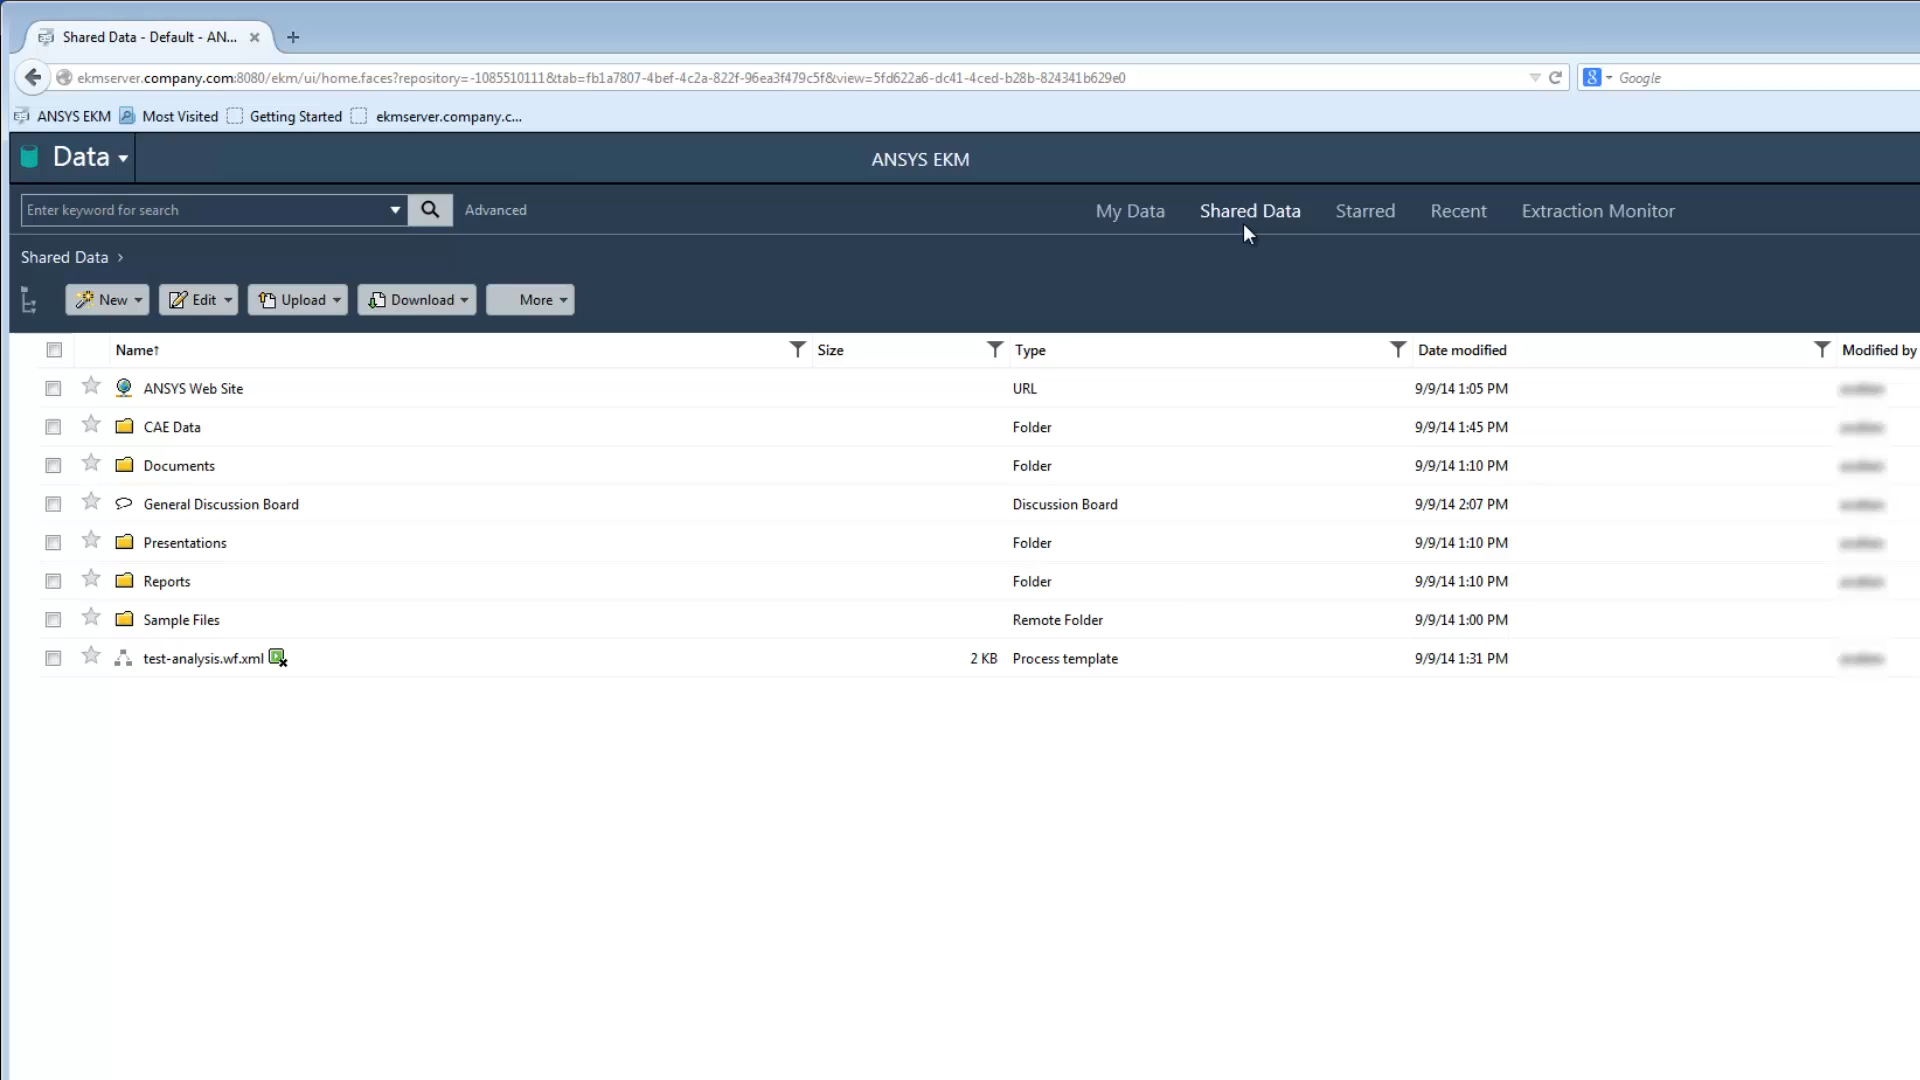 Shared Data - Default - AN...
ekmserver.company.com:8080/ekm/ui/home.faces?repository=-1085510111&tab=fb1a7807-4bef-4c2a-822f-96ea3f479c5f&view=5fd622a6-dc41-4ced-b28b-824341b629e0
8 Google
ANSYS EKM Most Visited Getting Started ekmserver.company.c...
Data ANSYS EKM
Enter keyword for search Advanced My Data Shared Data Starred Recent Extraction Monitor
Shared Data >
New Edit Upload Download More
Name↑ Size Type Date modified Modified by
ANSYS Web Site URL 9/9/14 1:05 PM
CAE Data Folder 9/9/14 1:45 PM
Documents Folder 9/9/14 1:10 PM
General Discussion Board Discussion Board 9/9/14 2:07 PM
Presentations Folder 9/9/14 1:10 PM
Reports Folder 9/9/14 1:10 PM
Sample Files Remote Folder 9/9/14 1:00 PM
test-analysis.wf.xml 2 KB Process template 9/9/14 1:31 PM